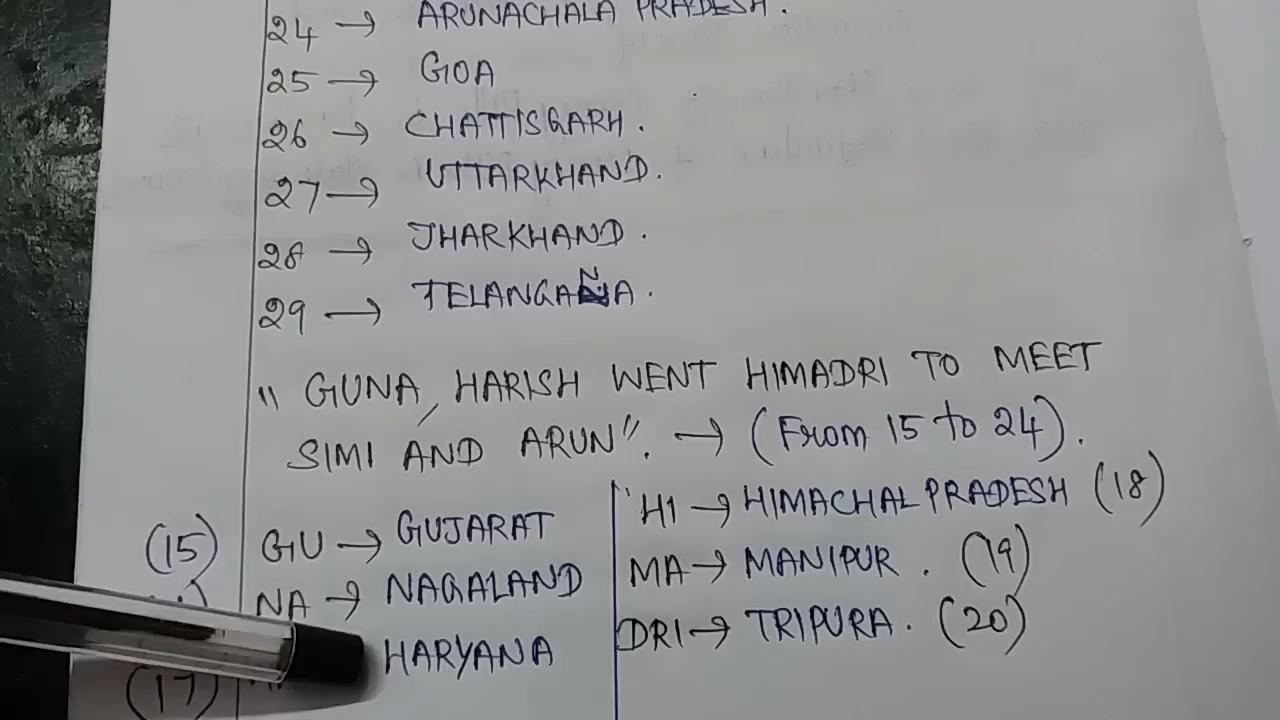 24 → ARUNACHALA PRADESH.
25 → GOA
26 → CHATTISGARH.
27 → UTTARKHAND.
28 → JHARKHAND.
29 → TELANGANA.
"GUNA, HARISH WENT HIMADRI TO MEET
SIMI AND ARUN". → (From 15 to 24).
(15) GU → GUJARAT
NA → NAGALAND
(17) HARYANA
HI → HIMACHAL PRADESH (18)
MA → MANIPUR. (19)
DRI → TRIPURA. (20)